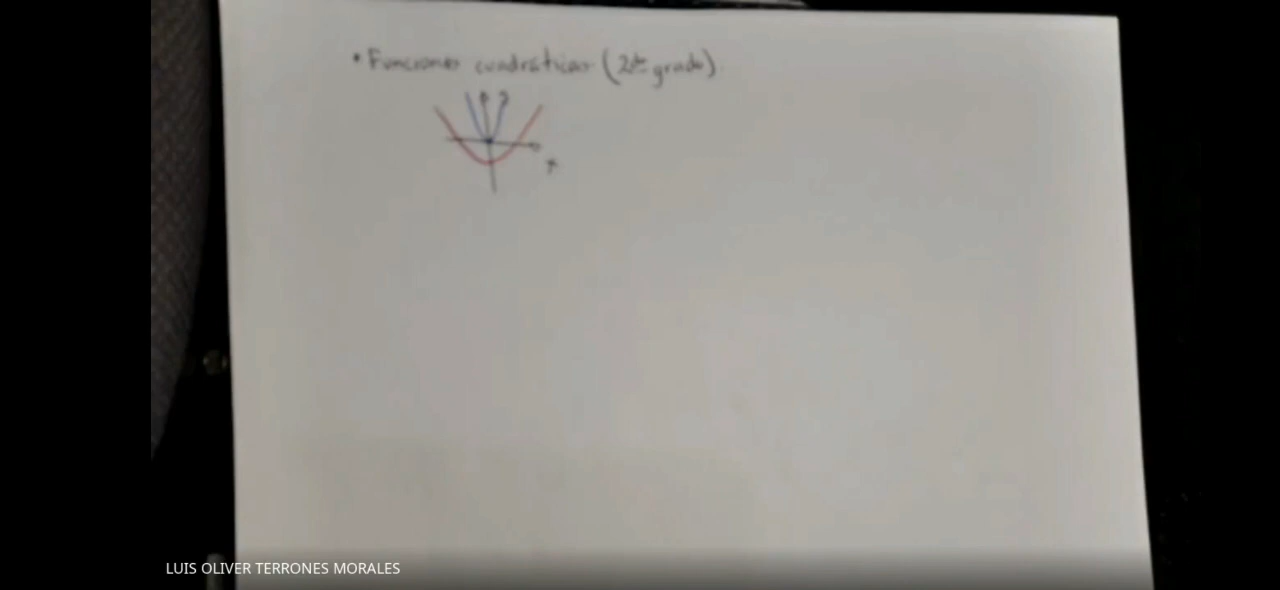 • Funciones cuadráticas (2do grado)
x
LUIS OLIVER TERRONES MORALES